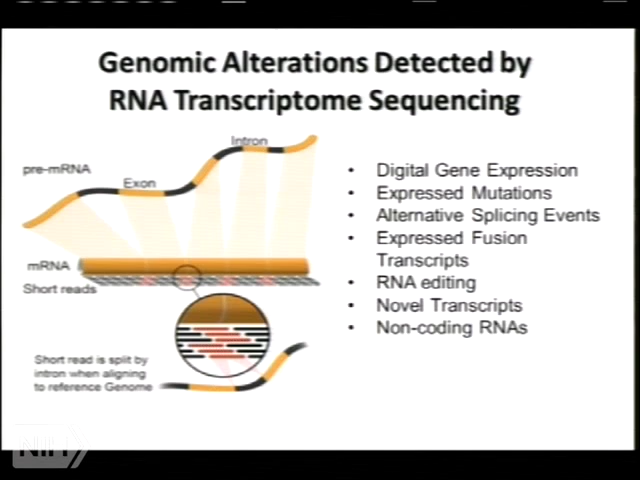 Genomic Alterations Detected by
RNA Transcriptome Sequencing
Intron
pre-mRNA
Exon
mRNA
Short reads
Short read is split by
intron when aligning
to reference Genome
• Digital Gene Expression
• Expressed Mutations
• Alternative Splicing Events
• Expressed Fusion
Transcripts
• RNA editing
• Novel Transcripts
• Non-coding RNAs
NIH